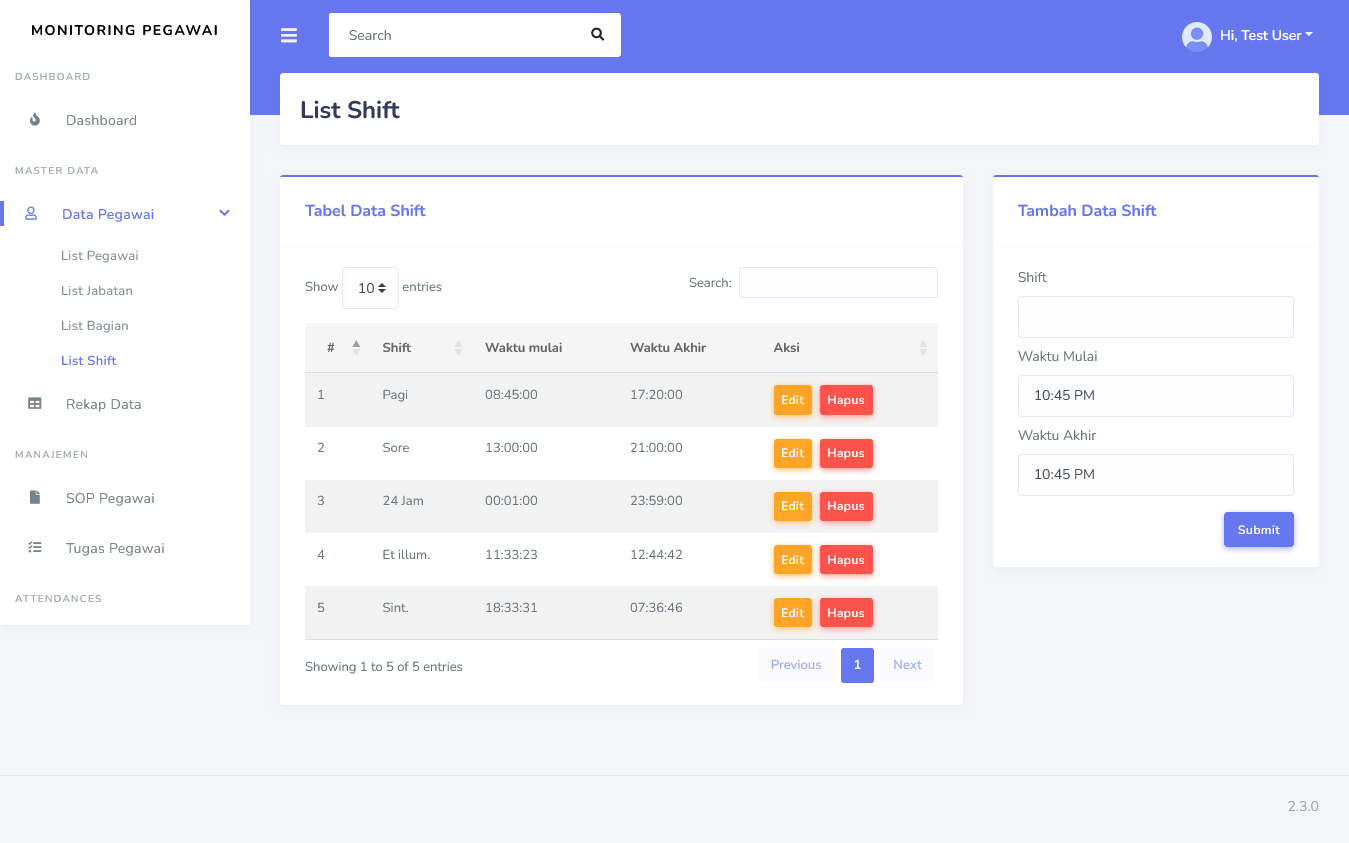 MONITORING PEGAWAI
DASHBOARD
Dashboard
MASTER DATA
Data Pegawai
List Pegawai
List Jabatan
List Bagian
List Shift
Rekap Data
MANAJEMEN
SOP Pegawai
Tugas Pegawai
ATTENDANCES
Search
Hi, Test User
List Shift
Tabel Data Shift
Show 10 entries
Search:
# Shift Waktu mulai Waktu Akhir Aksi
1 Pagi 08:45:00 17:20:00 Edit Hapus
2 Sore 13:00:00 21:00:00 Edit Hapus
3 24 Jam 00:01:00 23:59:00 Edit Hapus
4 Et illum. 11:33:23 12:44:42 Edit Hapus
5 Sint. 18:33:31 07:36:46 Edit Hapus
Showing 1 to 5 of 5 entries
Previous 1 Next
Tambah Data Shift
Shift
Waktu Mulai
10:45 PM
Waktu Akhir
10:45 PM
Submit
2.3.0